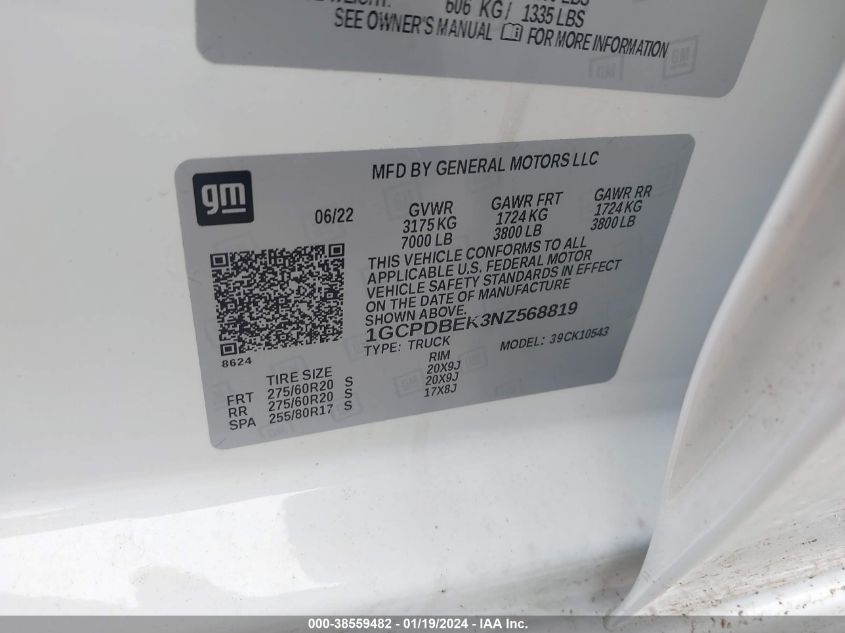 606 KG/ 1335 LBS
SEE OWNER'S MANUAL FOR MORE INFORMATION
GM
GM
gm
MFD BY GENERAL MOTORS LLC
06/22
GVWR GAWR FRT GAWR RR
3175 KG 1724 KG 1724 KG
7000 LB 3800 LB 3800 LB
THIS VEHICLE CONFORMS TO ALL
APPLICABLE U.S. FEDERAL MOTOR
VEHICLE SAFETY STANDARDS IN EFFECT
ON THE DATE OF MANUFACTURE
SHOWN ABOVE.
1GCPDBEK3NZ568819
TYPE: TRUCK MODEL: 39CK10543
8624
TIRE SIZE RIM
FRT 275/60R20 S 20X9J
RR 275/60R20 S 20X9J
SPA 255/80R17 S 17X8J
000-38559482 - 01/19/2024 - IAA Inc.